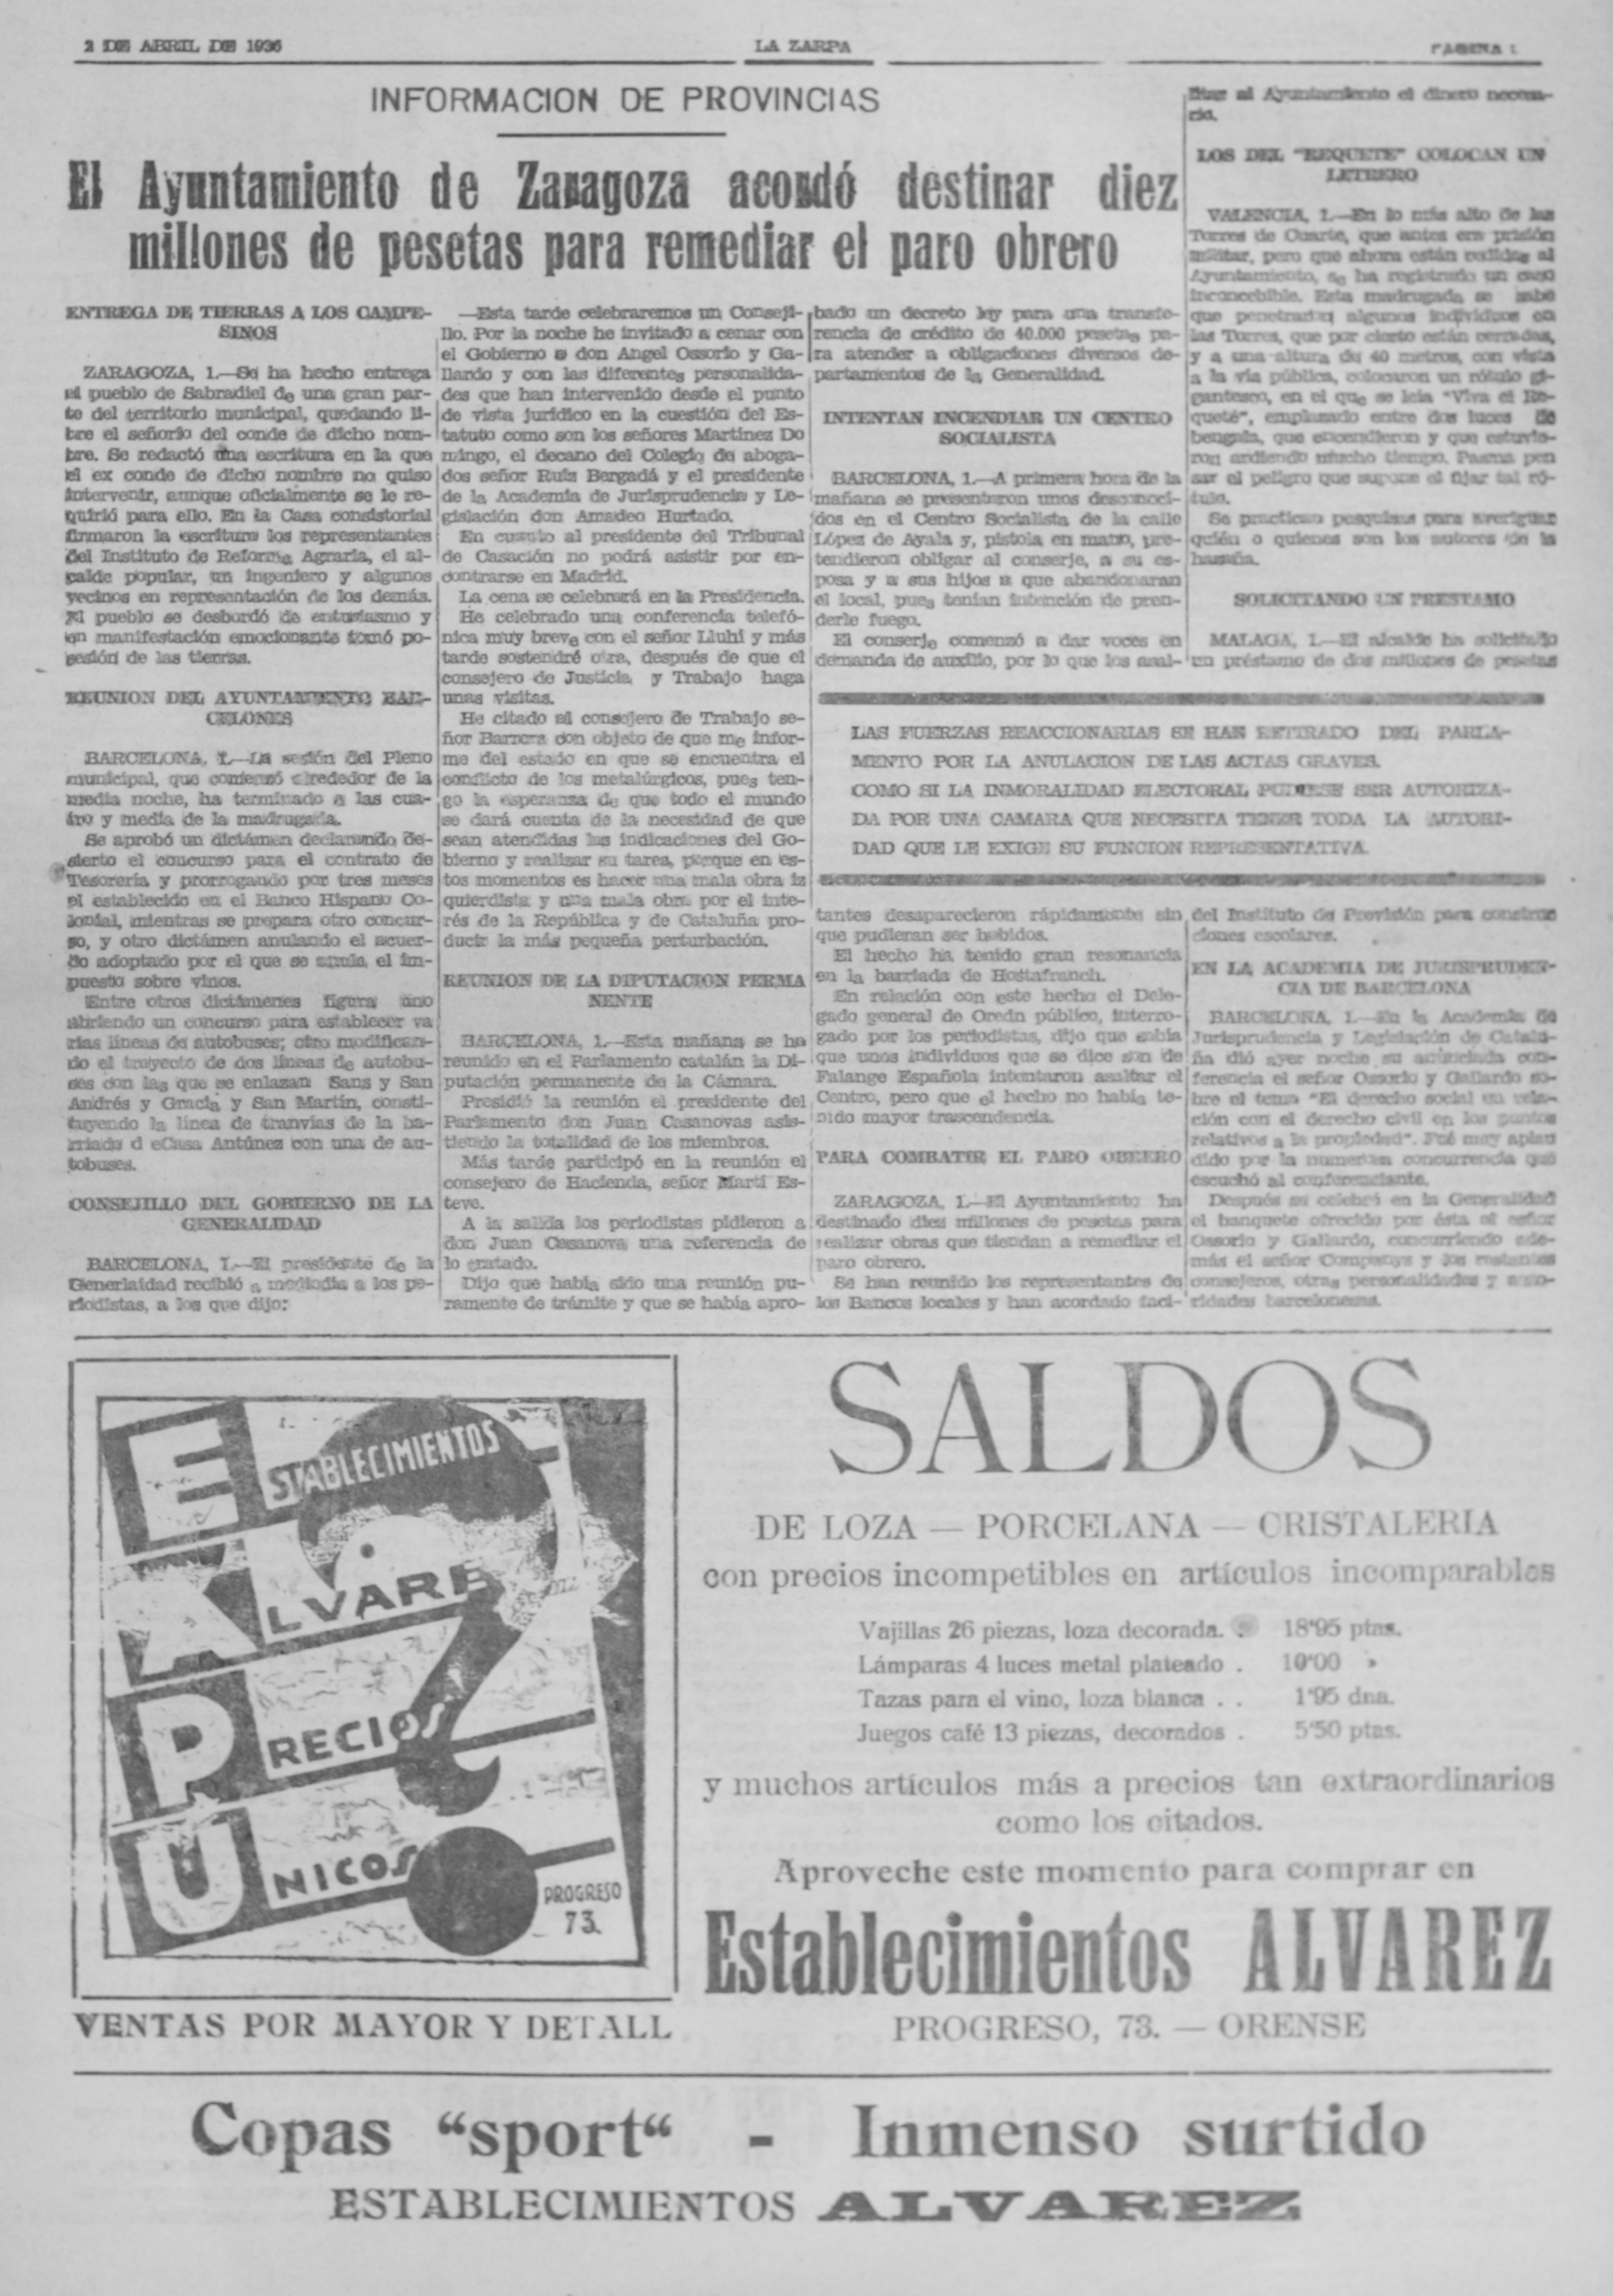 2 DE ABRIL DE 1936
LA ZARPA
PAGINA
INFORMACION DE PROVINCIAS
El Ayuntamiento de Zaragoza acordó destinar diez
millones de pesetas para remediar el paro obrero
ENTREGA DE TIERRAS A LOS CAMPE-
SINOS
ZARAGOZA, 1.—Se ha hecho entrega
al pueblo de Sabradiel de una gran par-
te del territorio municipal, quedando li-
bre el señorío del conde de dicho nom-
bre. Se redactó una escritura en la que
el ex conde de dicho nombre no quiso
intervenir, aunque oficialmente se le re-
quirió para ello. En la Casa consistorial
firmaron la escritura los representantes
del Instituto de Reforma Agraria, el al-
calde popular, un ingeniero y algunos
vecinos en representación de los demás.
El pueblo se desbordó de entusiasmo y
en manifestación emocionante tomó po-
sesión de las tierras.
REUNION DEL AYUNTAMIENTO BAR-
CELONES
BARCELONA, 1.—La sesión del Pleno
municipal, que comenzó alrededor de la
media noche, ha terminado a las cua-
tro y media de la madrugada.
Se aprobó un dictámen declarando de-
sierto el concurso para el contrato de
Tesorería y prorrogando por tres meses
el establecido en el Banco Hispano Co-
lonial, mientras se prepara otro concur-
so, y otro dictámen anulando el acuer-
do adoptado por el que se anula el im-
puesto sobre vinos.
Entre otros dictámenes figura uno
abriendo un concurso para establecer va
rias líneas de autobuses; otro modifican-
do el trayecto de dos líneas de autobu-
ses con las que se enlazan Sans y San
Andrés y Gracia y San Martín, consti-
tuyendo la línea de tranvías de la ba-
rriada d eCasa Antúnez con una de au-
tobuses.
CONSEJILLO DEL GOBIERNO DE LA
GENERALIDAD
BARCELONA, 1.—El presidente de la
Generlaidad recibió a mediodía a los pe-
riodistas, a los que dijo:
—Esta tarde celebraremos un Conseji-
llo. Por la noche he invitado a cenar con
el Gobierno a don Angel Ossorio y Ga-
llardo y con las diferentes personalida-
des que han intervenido desde el punto
de vista jurídico en la cuestión del Es-
tatuto como son los señores Martínez Do
mingo, el decano del Colegio de aboga-
dos señor Ruiz Bergadá y el presidente
de la Academia de Jurisprudencia y Le-
gislación don Amadeo Hurtado.
En cuanto al presidente del Tribunal
de Casación no podrá asistir por en-
contrarse en Madrid.
La cena se celebrará en la Presidencia.
He celebrado una conferencia telefó-
nica muy breve con el señor Lluhí y más
tarde sostendré otra, después de que el
consejero de Justicia y Trabajo haga
unas visitas.
He citado al consejero de Trabajo se-
ñor Barrera con objeto de que me infor-
me del estado en que se encuentra el
conflicto de los metalúrgicos, pues ten-
go la esperanza de que todo el mundo
se dará cuenta de la necesidad de que
sean atendidas las indicaciones del Go-
bierno y realizar su tarea, porque en es-
tos momentos es hacer una mala obra iz
quierdista y una mala obra por el inte-
rés de la República y de Cataluña pro-
ducir la más pequeña perturbación.
REUNION DE LA DIPUTACION PERMA
NENTE
BARCELONA, 1.—Esta mañana se ha
reunido en el Parlamento catalán la Di-
putación permanente de la Cámara.
Presidió la reunión el presidente del
Parlamento don Juan Casanovas asis-
tiendo la totalidad de los miembros.
Más tarde participó en la reunión el
consejero de Hacienda, señor Martí Es-
teve.
A la salida los periodistas pidieron a
don Juan Casanova una referencia de
lo tratado.
Dijo que había sido una reunión pu-
ramente de trámite y que se había apro-
bado un decreto ley para una transfe-
rencia de crédito de 40.000 pesetas pa-
ra atender a obligaciones diversos de-
partamentos de la Generalidad.
INTENTAN INCENDIAR UN CENTRO
SOCIALISTA
BARCELONA, 1.—A primera hora de la
mañana se presentaron unos desconoci-
dos en el Centro Socialista de la calle
López de Ayala y, pistola en mano, pre-
tendieron obligar al conserje, a su es-
posa y a sus hijos a que abandonaran
el local, pues tenían intención de pren-
derle fuego.
El conserje comenzó a dar voces en
demanda de auxilio, por lo que los asal-
tantes desaparecieron rápidamente sin
que pudieran ser habidos.
El hecho ha tenido gran resonancia
en la barriada de Hostafranch.
En relación con este hecho el Dele-
gado general de Oredn público, interro-
gado por los periodistas, dijo que sabía
que unos individuos que se dice son de
Falange Española intentaron asaltar el
Centro, pero que el hecho no había te-
nido mayor trascendencia.
PARA COMBATIR EL PARO OBRERO
ZARAGOZA, 1.—El Ayuntamiento ha
destinado diez millones de pesetas para
realizar obras que tiendan a remediar el
paro obrero.
Se han reunido los representantes de
los Bancos locales y han acordado faci-
litar al Ayuntamiento el dinero necesa-
rio.
LOS DEL "REQUETE" COLOCAN UN
LETRERO
VALENCIA, 1.—En lo más alto de las
Torres de Cuarte, que antes era prisión
militar, pero que ahora están cedidas al
Ayuntamiento, se ha registrado un caso
inconcebible. Esta madrugada se sabe
que penetraron algunos individuos en
las Torres, que por cierto están cerradas,
y a una altura de 40 metros, con vista
a la vía pública, colocaron un rótulo gi-
gantesco, en el que se leía "Viva el Re-
queté", emplazado entre dos luces de
bengala, que encendieron y que estuvie-
ron ardiendo mucho tiempo. Pasma pen
sar el peligro que supone el fijar tal ró-
tulo.
Se practican pesquisas para averiguar
quién o quienes son los autores de la
hazaña.
SOLICITANDO UN PRESTAMO
MALAGA, 1.—El alcalde ha solicitado
un préstamo de dos millones de pesetas
LAS FUERZAS REACCIONARIAS SE HAN RETIRADO DEL PARLA-
MENTO POR LA ANULACION DE LAS ACTAS GRAVES.
COMO SI LA INMORALIDAD ELECTORAL PUDIESE SER AUTORIZA-
DA POR UNA CAMARA QUE NECESITA TENER TODA LA AUTORI-
DAD QUE LE EXIGE SU FUNCION REPRESENTATIVA.
del Instituto de Previsión para construc
ciones escolares.
EN LA ACADEMIA DE JURISPRUDEN-
CIA DE BARCELONA
BARCELONA, 1.—En la Academia de
Jurisprudencia y Legislación de Catalu-
ña dió ayer noche su anunciada con-
ferencia el señor Ossorio y Gallardo so-
bre el tema "El derecho social en rela-
ción con el derecho civil en los puntos
relativos a la propiedad". Fué muy aplau
dido por la numerosa concurrencia que
escuchó al conferenciante.
Después se celebró en la Generalidad
el banquete ofrecido por ésta al señor
Ossorio y Gallardo, concurriendo ade-
más el señor Companys y los restantes
consejeros, otras personalidades y auto-
ridades barcelonesas.
ESTABLECIMIENTOS
ALVAREZ
PRECIOS
UNICOS
PROGRESO
73.
VENTAS POR MAYOR Y DETALL
SALDOS
DE LOZA — PORCELANA — CRISTALERIA
con precios incompetibles en artículos incomparables
Vajillas 26 piezas, loza decorada. . 18'95 ptas.
Lámparas 4 luces metal plateado . 10'00 »
Tazas para el vino, loza blanca . . 1'95 dna.
Juegos café 13 piezas, decorados . 5'50 ptas.
y muchos artículos más a precios tan extraordinarios
como los citados.
Aproveche este momento para comprar en
Establecimientos ALVAREZ
PROGRESO, 73. — ORENSE
Copas “sport“ - Inmenso surtido
ESTABLECIMIENTOS ALVAREZ